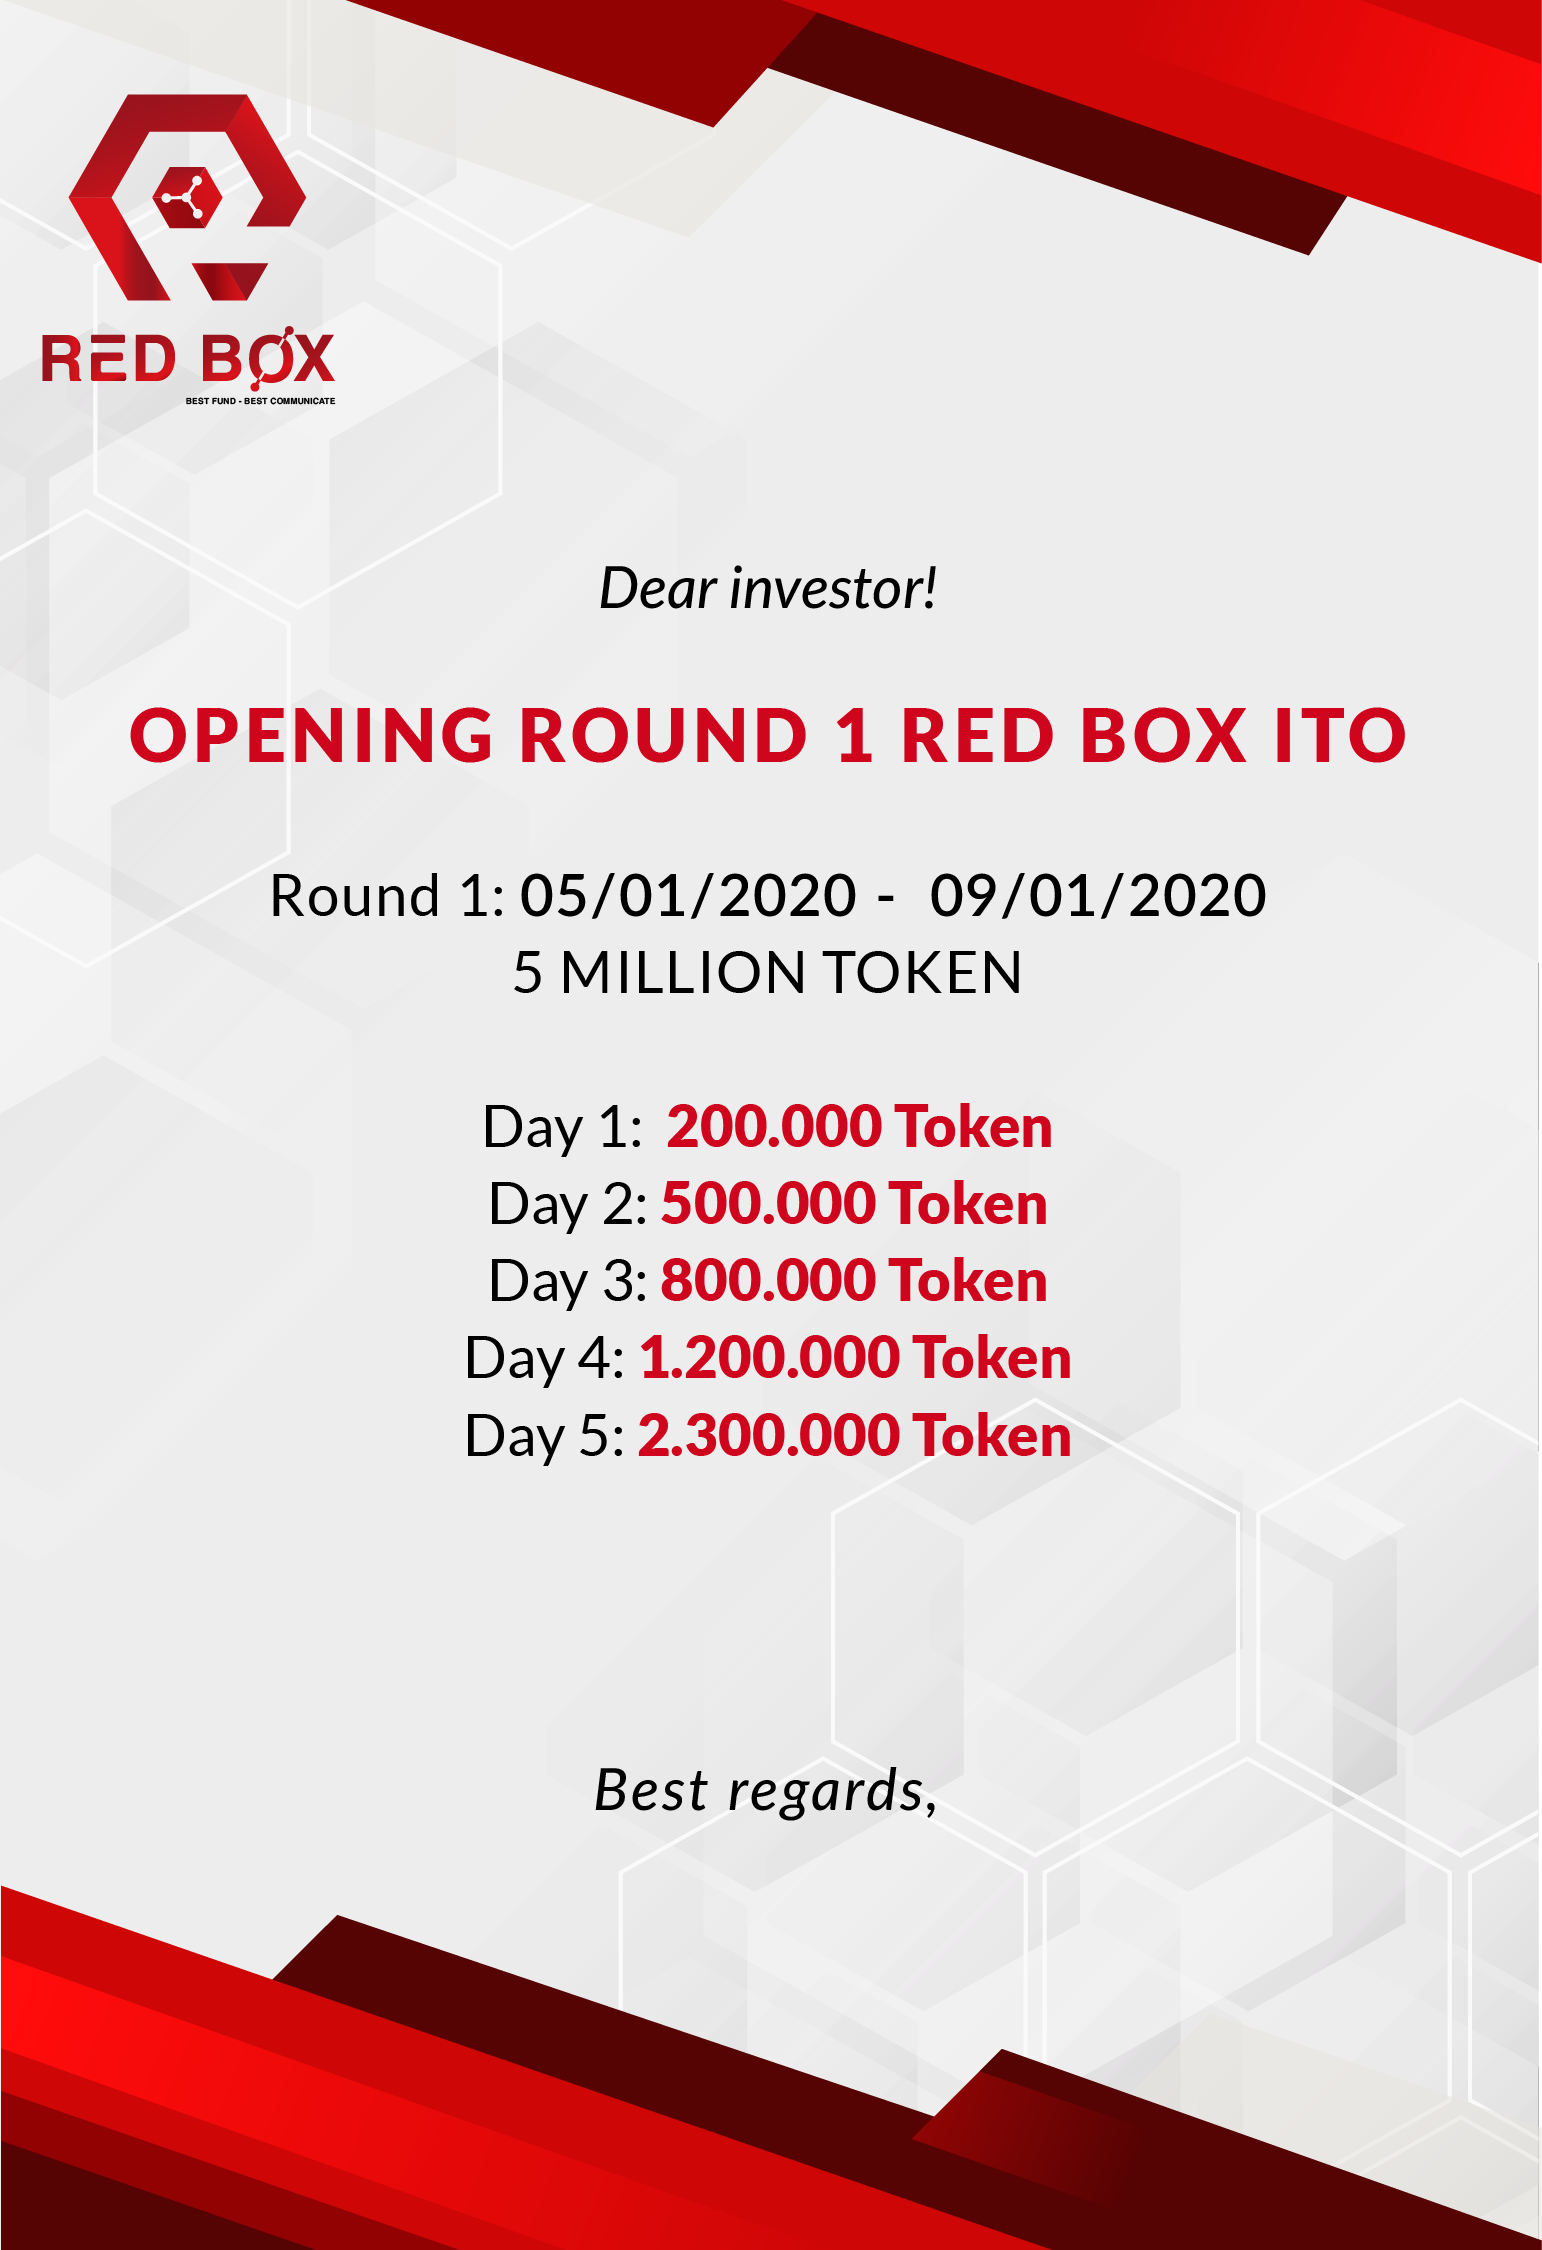 RED BOX
BEST FUND - BEST COMMUNICATE
Dear investor!
OPENING ROUND 1 RED BOX ITO
Round 1: 05/01/2020 - 09/01/2020
5 MILLION TOKEN
Day 1: 200.000 Token
Day 2: 500.000 Token
Day 3: 800.000 Token
Day 4: 1.200.000 Token
Day 5: 2.300.000 Token
Best regards,